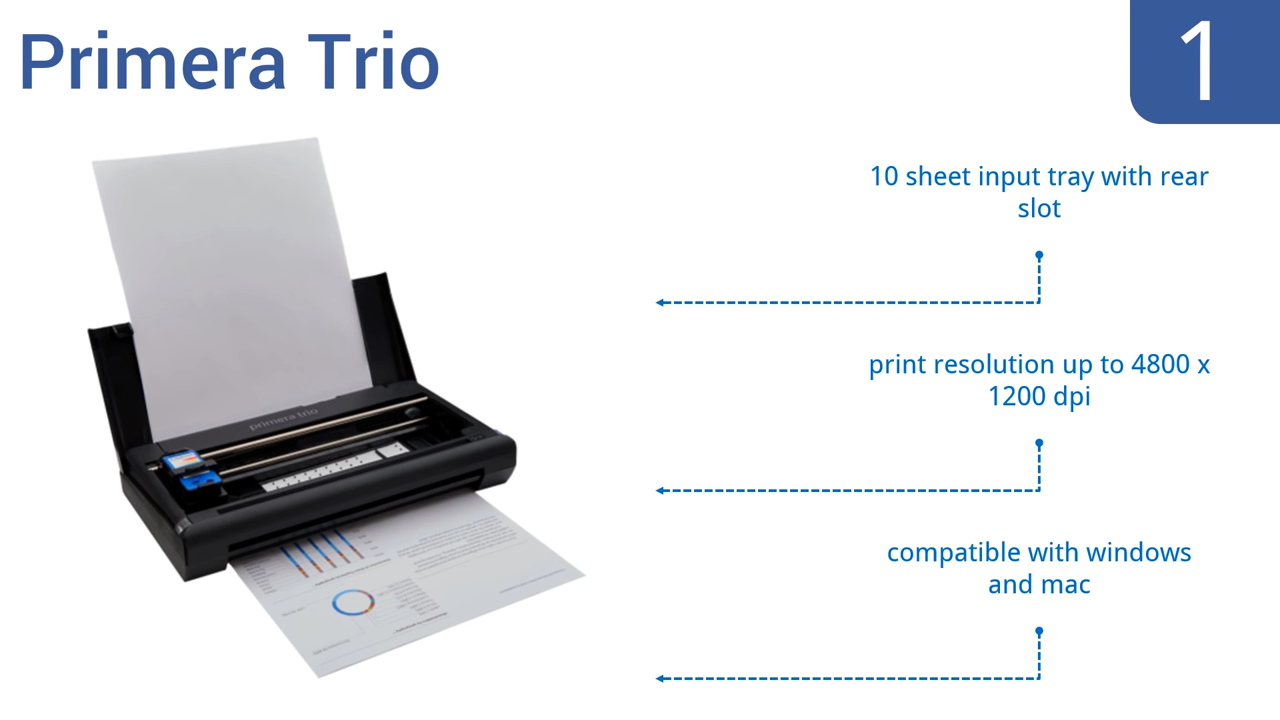 Primera Trio
1
10 sheet input tray with rear
slot
print resolution up to 4800 x
1200 dpi
compatible with windows
and mac
primera trio